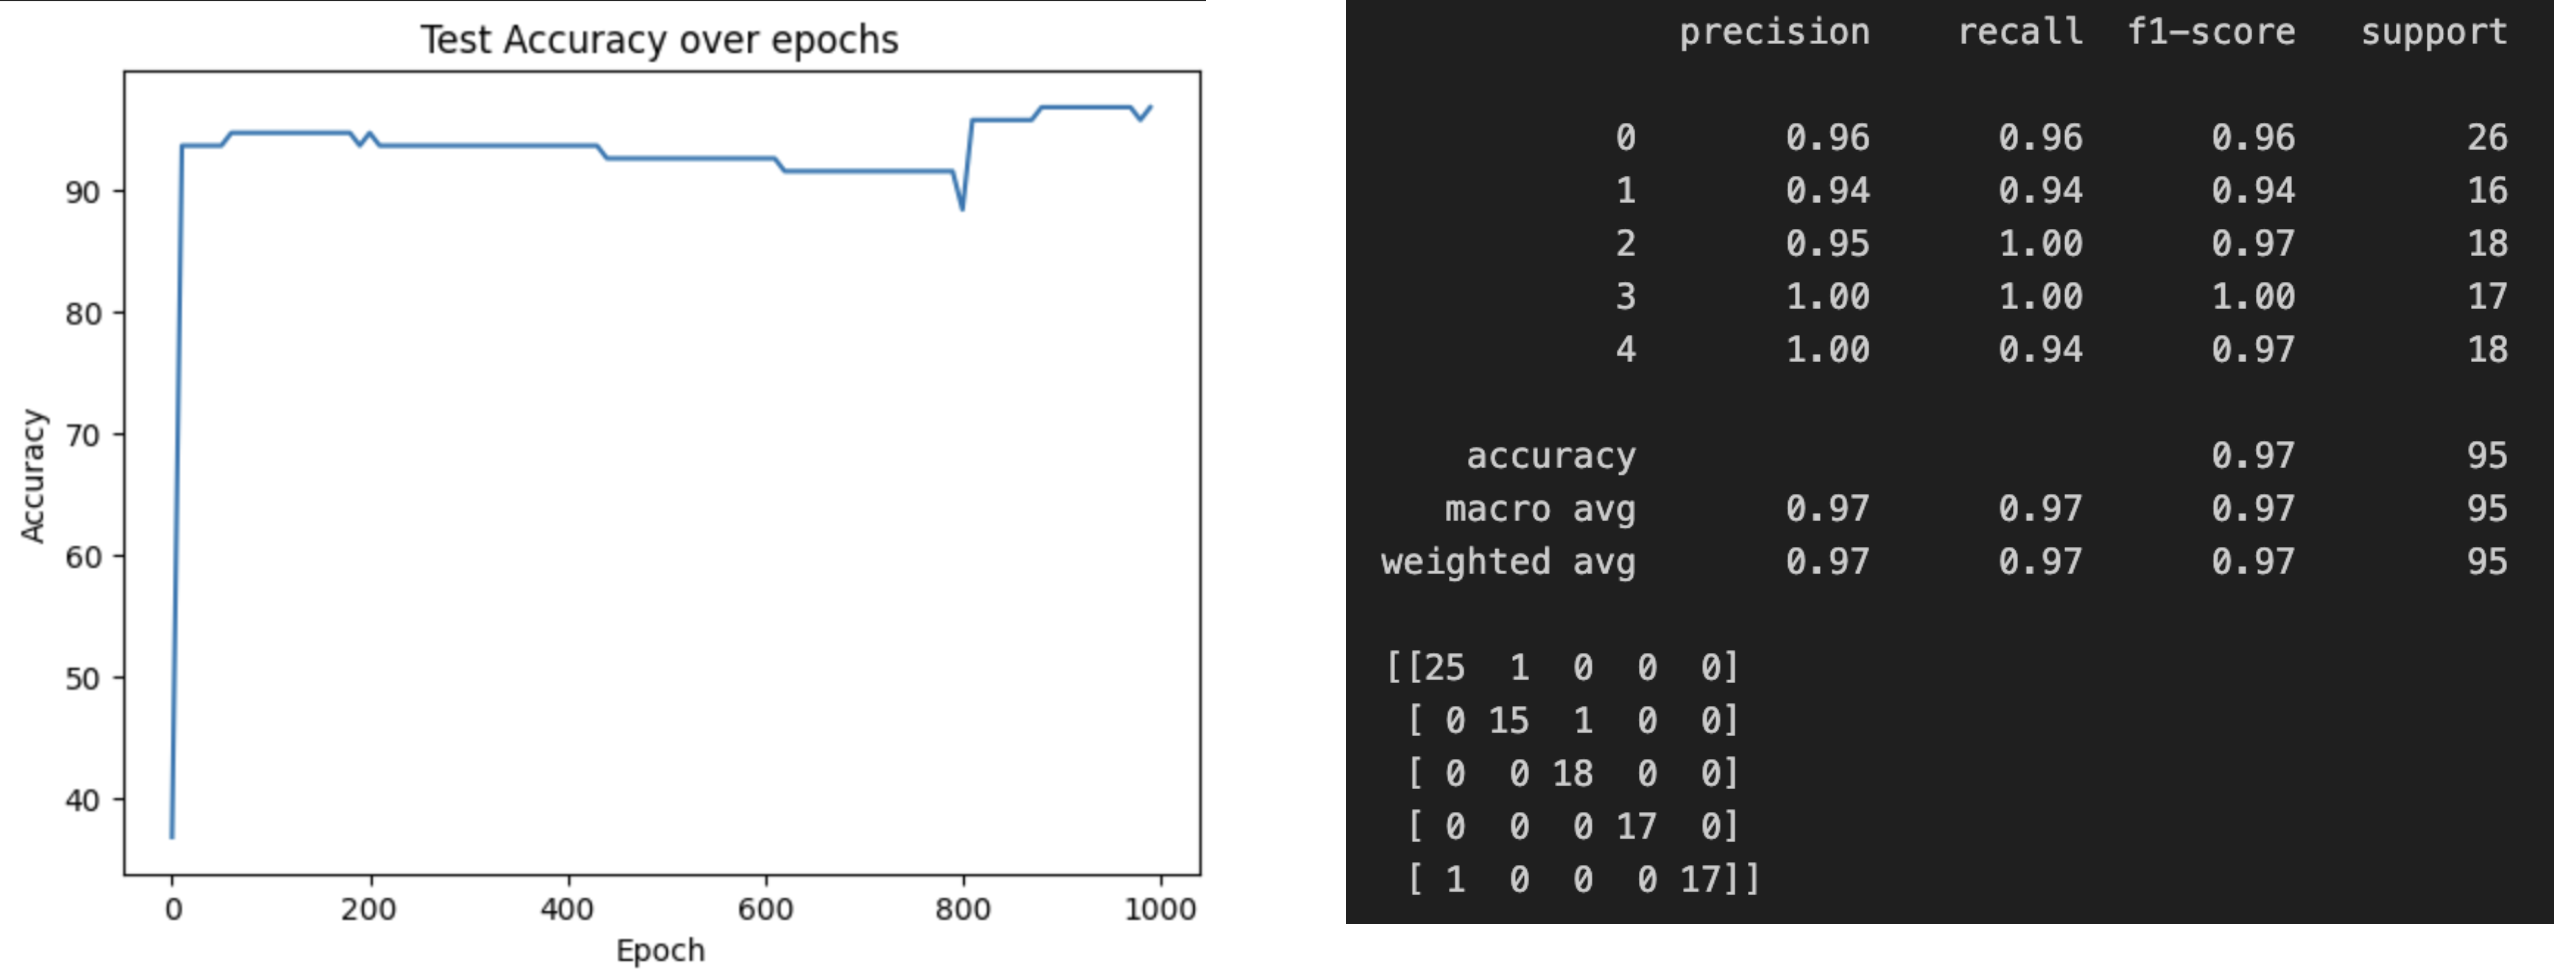 Test Accuracy over epochs
90
80
70
60
50
40
Accuracy
0 200 400 600 800 1000
Epoch
precision recall f1-score support
0 0.96 0.96 0.96 26
1 0.94 0.94 0.94 16
2 0.95 1.00 0.97 18
3 1.00 1.00 1.00 17
4 1.00 0.94 0.97 18
accuracy 0.97 95
macro avg 0.97 0.97 0.97 95
weighted avg 0.97 0.97 0.97 95
[[25 1 0 0 0]
[ 0 15 1 0 0]
[ 0 0 18 0 0]
[ 0 0 0 17 0]
[ 1 0 0 0 17]]